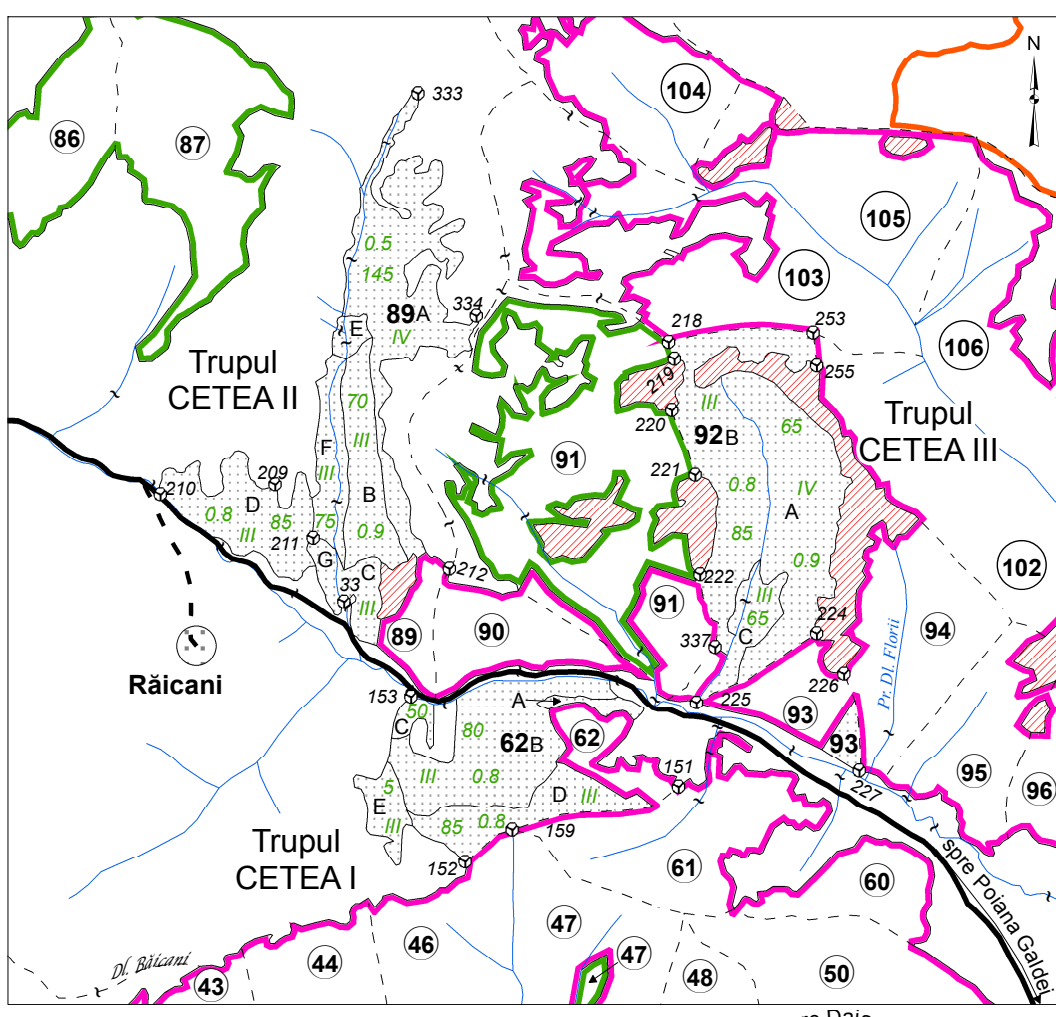 N
333
104
86
87
105
0.5
145
103
334
89A
218
253
E
IV
106
219
255
Trupul
CETEA II
Trupul
CETEA III
70
III
220
92B
65
III
91
221
F
III
209
210
D
0.8
85
III
75
B
0.8
IV
A
211
0.9
85
0.9
G
C
212
222
102
33
III
III
65
91
224
89
90
337
C
94
Pr. Dl. Florii
Răicani
226
153
50
A
225
93
C
80
62B
62
93
III
0.8
151
227
95
5
E
III
D
III
96
85
0.8
159
Trupul
CETEA I
152
61
60
spre Poiana Galdei
47
46
47
Dl. Băicani
44
43
48
50